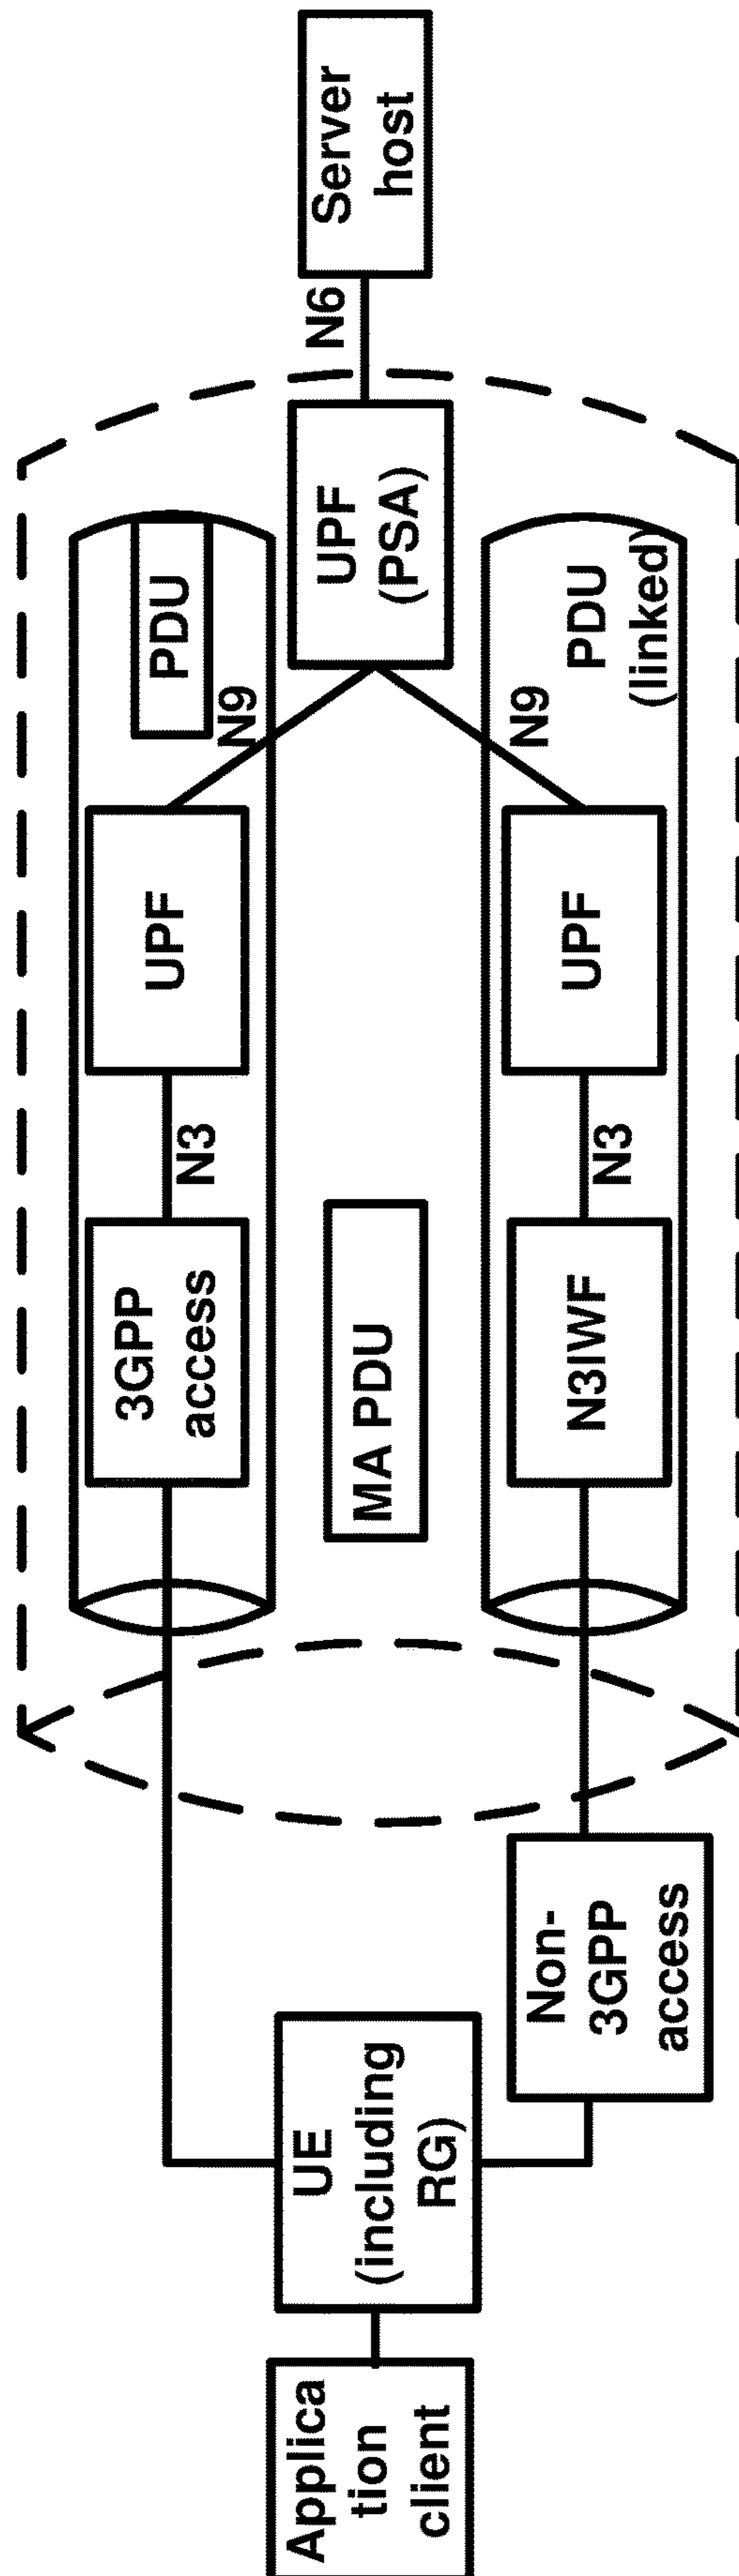 Applica
tion
client
UE
(including
RG)
Non-
3GPP
access
3GPP
access
N3
UPF
N9
PDU
MA PDU
N3IWF
N3
UPF
N9
PDU
(linked)
UPF
(PSA)
N6
Server
host